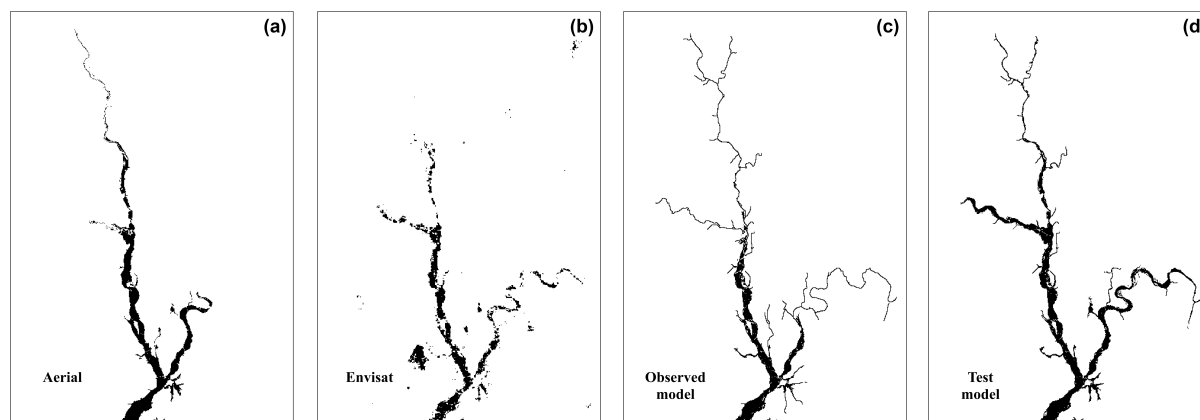 (a)
(b)
(c)
(d
Aerial
Envisat
Observed
model
Test
model